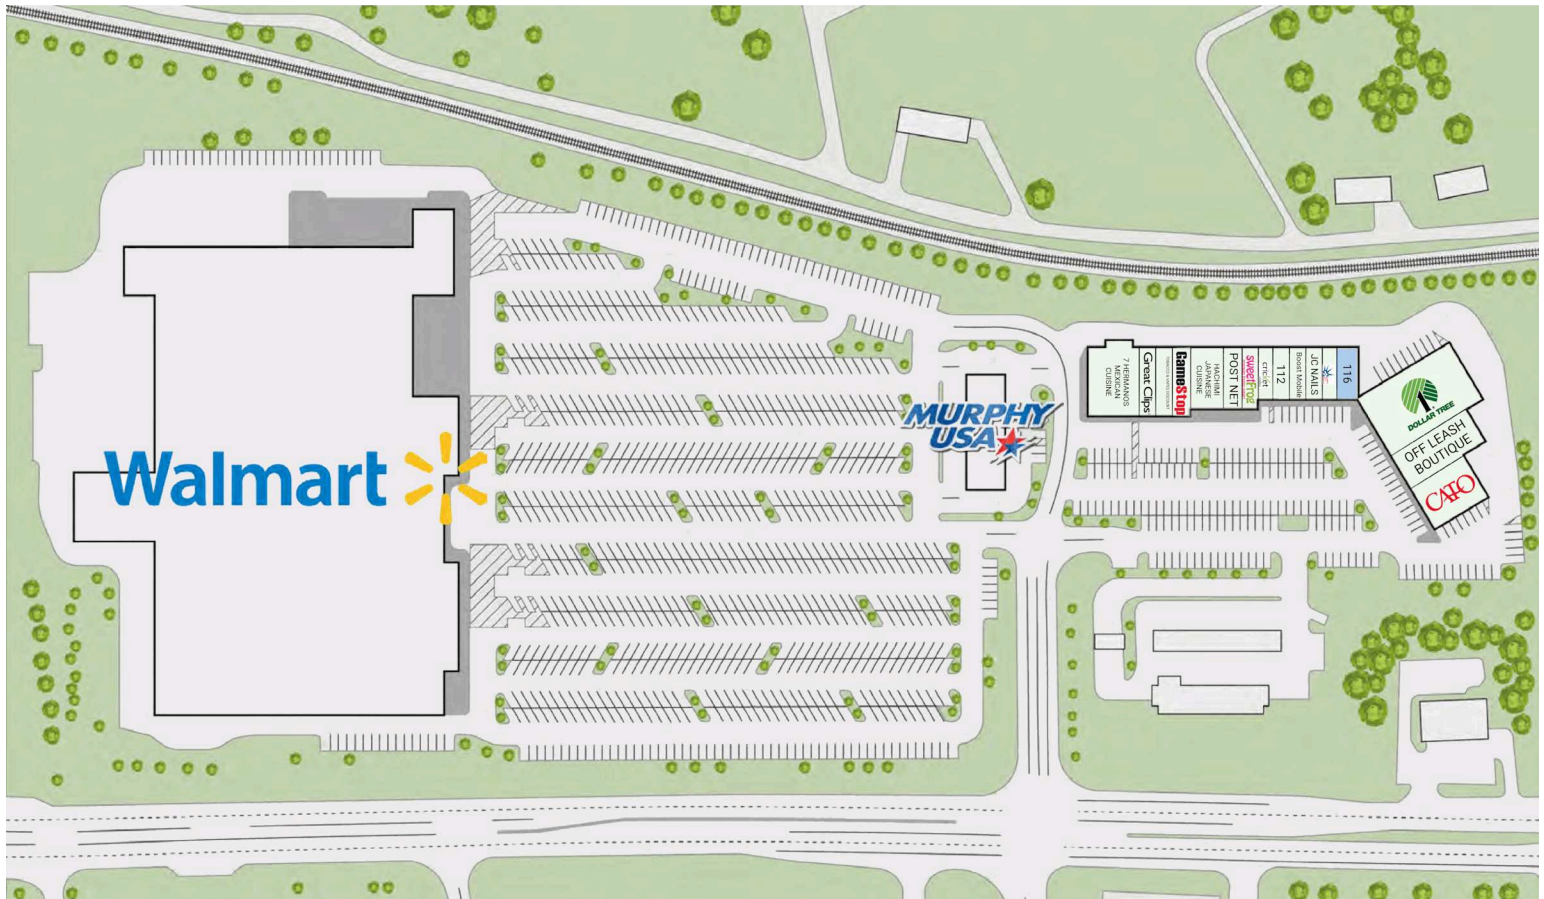 Walmart
MURPHY
USA
7 HERMANOS
MEXICAN
CUISINE
Great Clips
GameStop
HACHIMI
JAPANESE
CUISINE
POST NET
sweetFrog
cricket
112
Boost Mobile
JC NAILS
116
DOLLAR TREE
OFF LEASH
BOUTIQUE
CATO